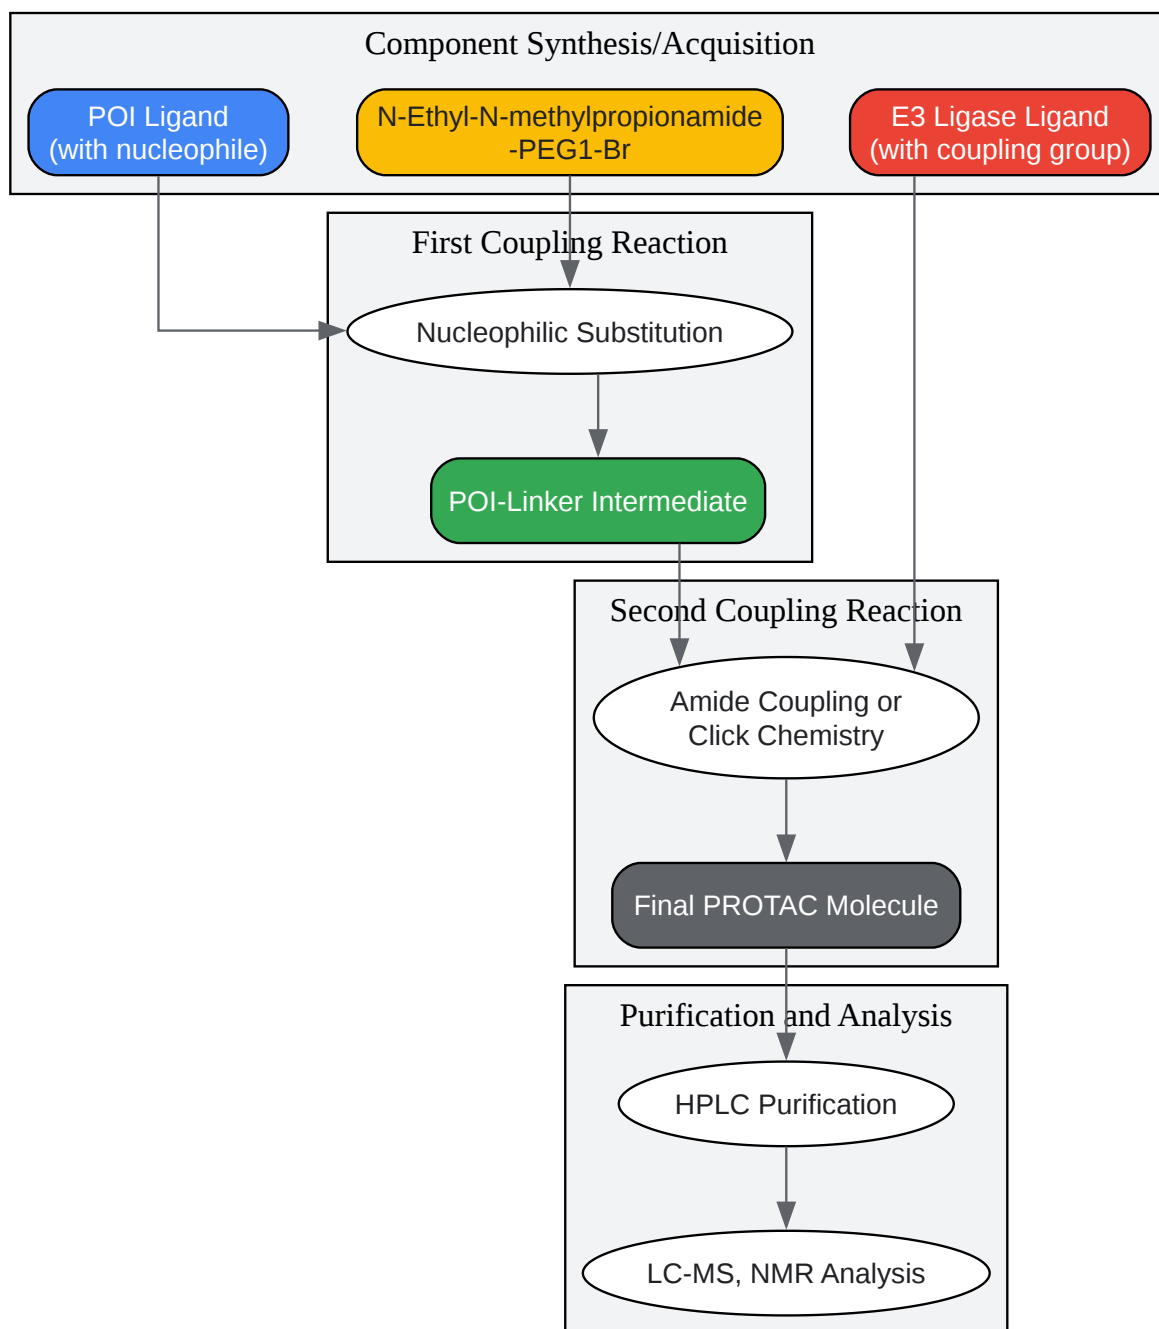 Component Synthesis/Acquisition
POI Ligand
(with nucleophile)
N-Ethyl-N-methylpropionamide
-PEG1-Br
E3 Ligase Ligand
(with coupling group)
First Coupling Reaction
Nucleophilic Substitution
POI-Linker Intermediate
Second Coupling Reaction
Amide Coupling or
Click Chemistry
Final PROTAC Molecule
Purification and Analysis
HPLC Purification
LC-MS, NMR Analysis